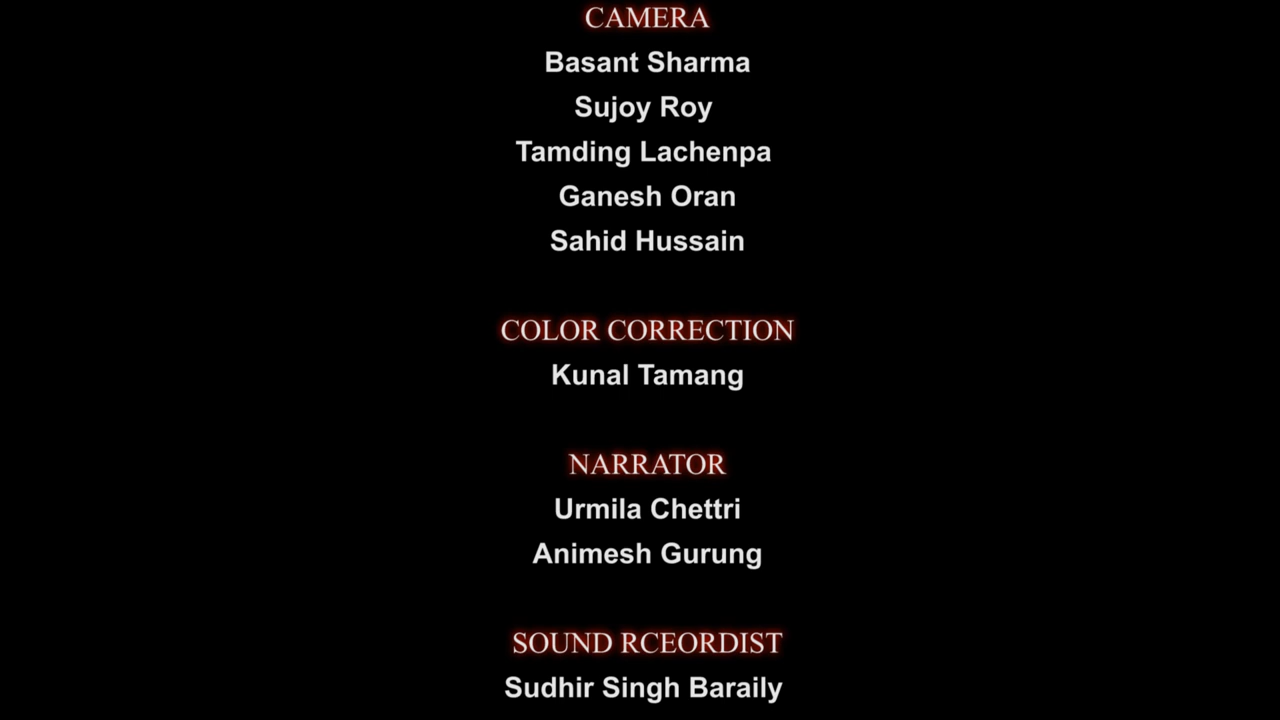 CAMERA
Basant Sharma
Sujoy Roy
Tamding Lachenpa
Ganesh Oran
Sahid Hussain
COLOR CORRECTION
Kunal Tamang
NARRATOR
Urmila Chettri
Animesh Gurung
SOUND RCEORDIST
Sudhir Singh Baraily